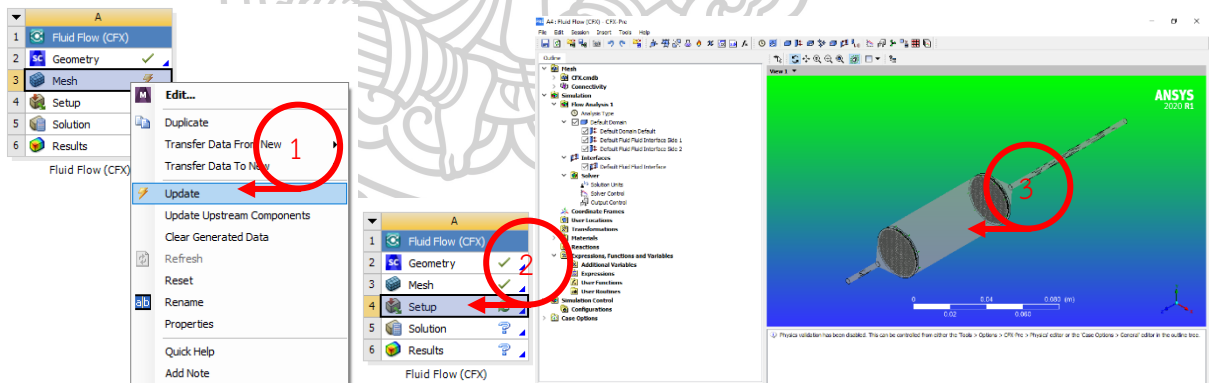 A
1 Fluid Flow (CFX)
2 Geometry
3 Mesh
4 Setup
5 Solution
6 Results
Fluid Flow (CFX)
Edit...
Duplicate
Transfer Data From New
Transfer Data To New
Update
Update Upstream Components
Clear Generated Data
Refresh
Reset
Rename
Properties
Quick Help
Add Note
1
A
1 Fluid Flow (CFX)
2 Geometry
3 Mesh
4 Setup
5 Solution
6 Results
Fluid Flow (CFX)
2
A4 : Fluid Flow (CFX) - CFX-Pre
File Edit Session Insert Tools Help
Outline
Mesh
CFX.cmdb
Connectivity
Simulation
Flow Analysis 1
Analysis Type
Default Domain
Default Domain Default
Default Fluid Fluid Interface Side 1
Default Fluid Fluid Interface Side 2
Interfaces
Default Fluid Fluid Interface
Solver
Solution Units
Solver Control
Output Control
Coordinate Frames
User Locations
Transformations
Materials
Reactions
Expressions, Functions and Variables
Additional Variables
Expressions
User Functions
User Routines
Simulation Control
Configurations
Case Options
View 1
ANSYS
2020 R1
3
0 0.04 0.080 (m)
0.02 0.060
Physics validation has been disabled. This can be controlled from either the Tools > Options > CFX-Pre > Physics' editor or the 'Case Options > General' editor in the outline tree.